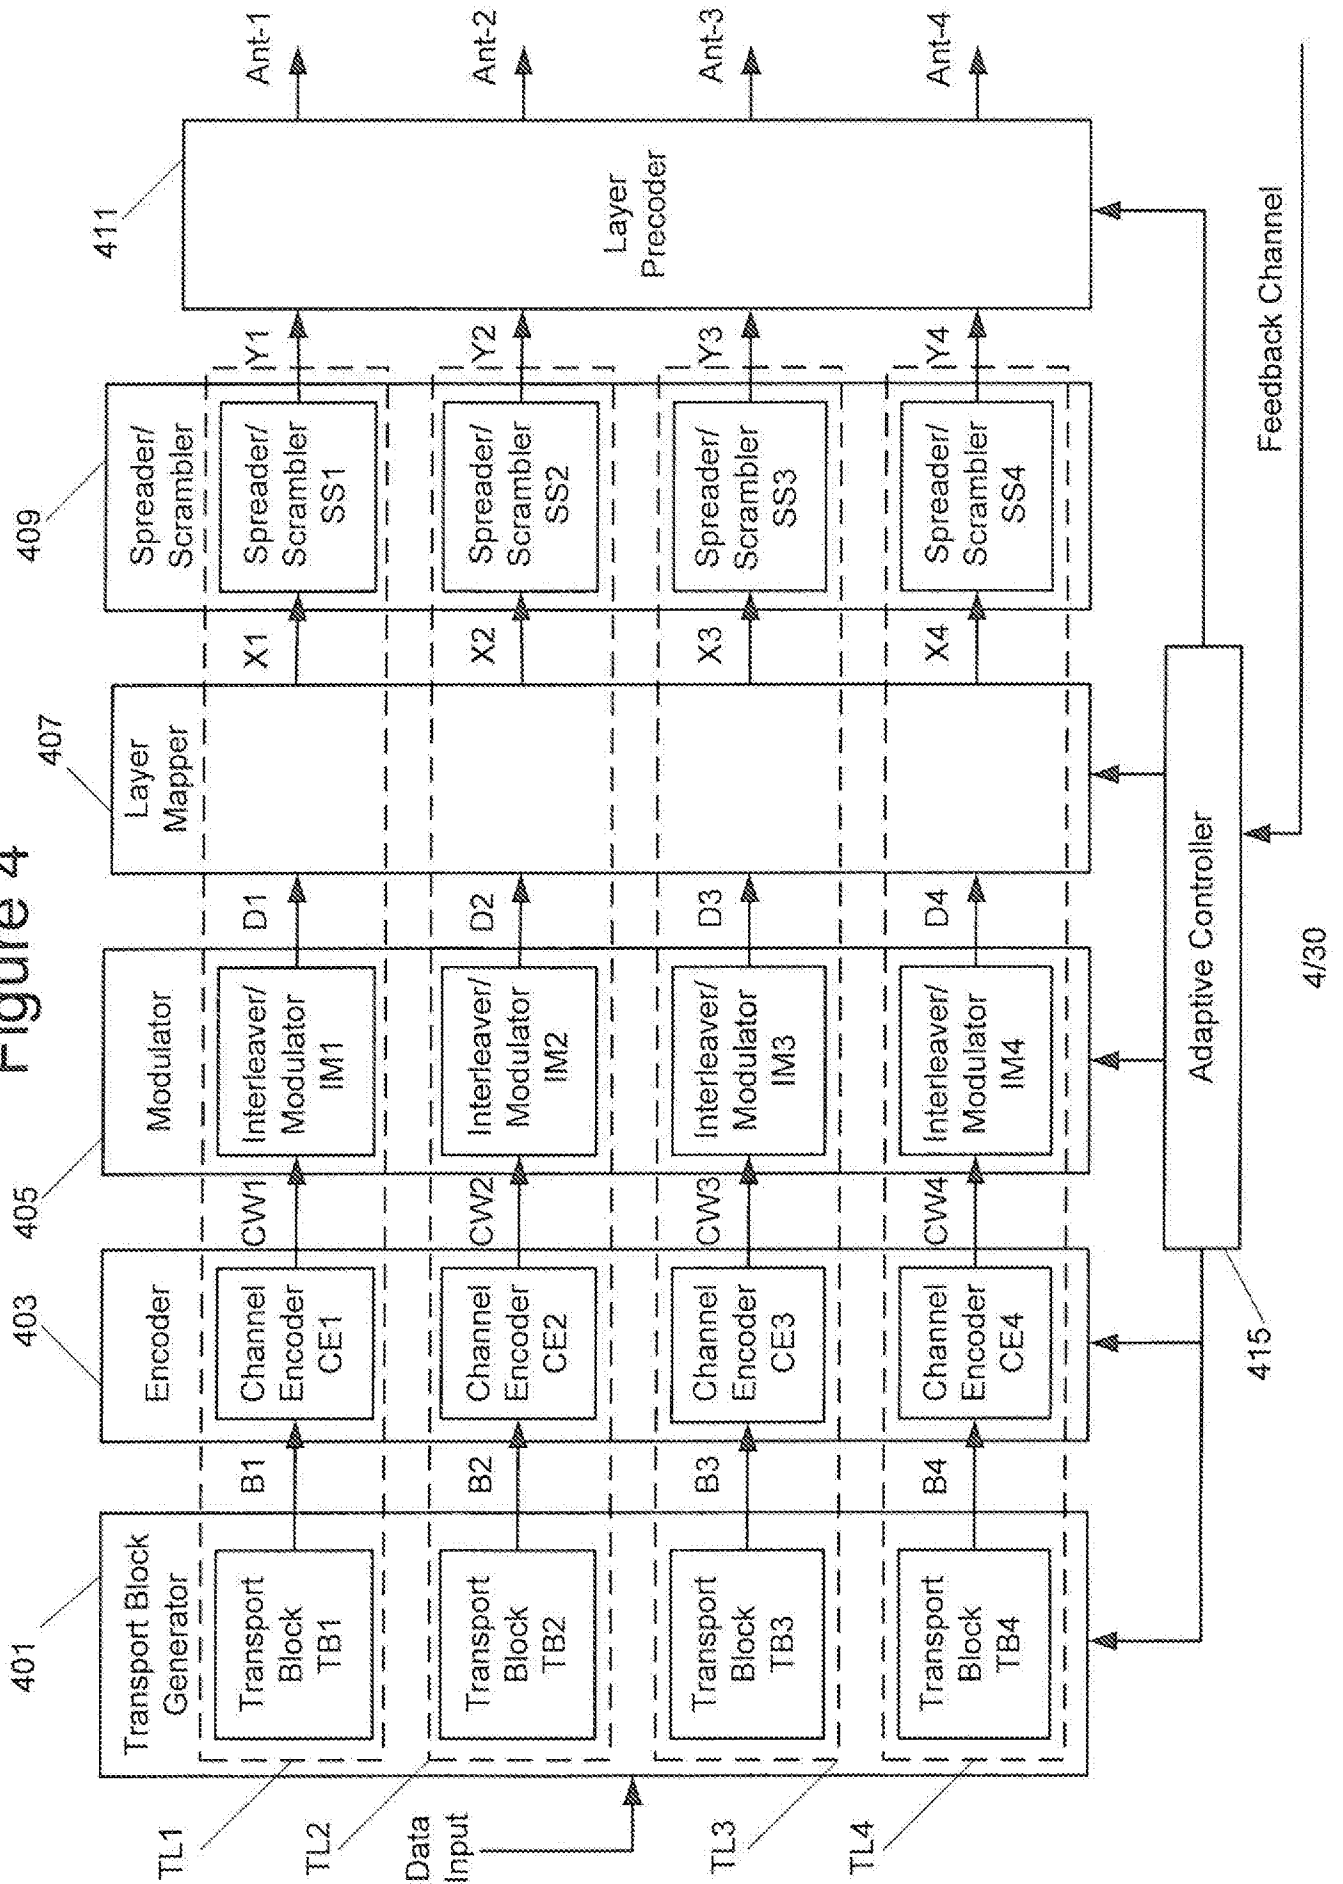 Figure 4
401
Transport Block
Generator
Transport
Block
TB1
Transport
Block
TB2
Transport
Block
TB3
Transport
Block
TB4
TL1
TL2
Data
Input
TL3
TL4
B1
B2
B3
B4
403
Encoder
Channel
Encoder
CE1
Channel
Encoder
CE2
Channel
Encoder
CE3
Channel
Encoder
CE4
CW1
CW2
CW3
CW4
405
Modulator
Interleaver/
Modulator
IM1
Interleaver/
Modulator
IM2
Interleaver/
Modulator
IM3
Interleaver/
Modulator
IM4
D1
D2
D3
D4
407
Layer
Mapper
X1
X2
X3
X4
409
Spreader/
Scrambler
Spreader/
Scrambler
SS1
Spreader/
Scrambler
SS2
Spreader/
Scrambler
SS3
Spreader/
Scrambler
SS4
Y1
Y2
Y3
Y4
411
Layer
Precoder
Ant-1
Ant-2
Ant-3
Ant-4
415
Adaptive Controller
Feedback Channel
4/30